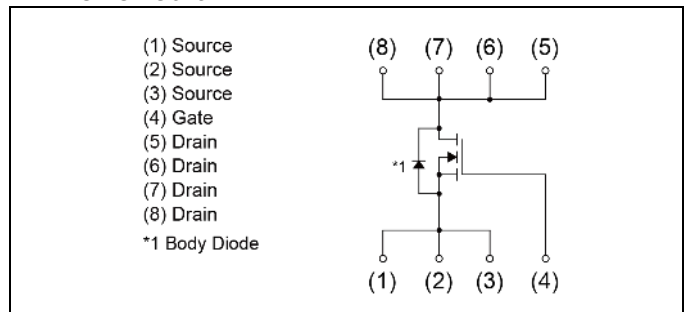 (1) Source
(2) Source
(3) Source
(4) Gate
(5) Drain
(6) Drain
(7) Drain
(8) Drain
*1 Body Diode
(8) (7) (6) (5)
*1
(1) (2) (3) (4)